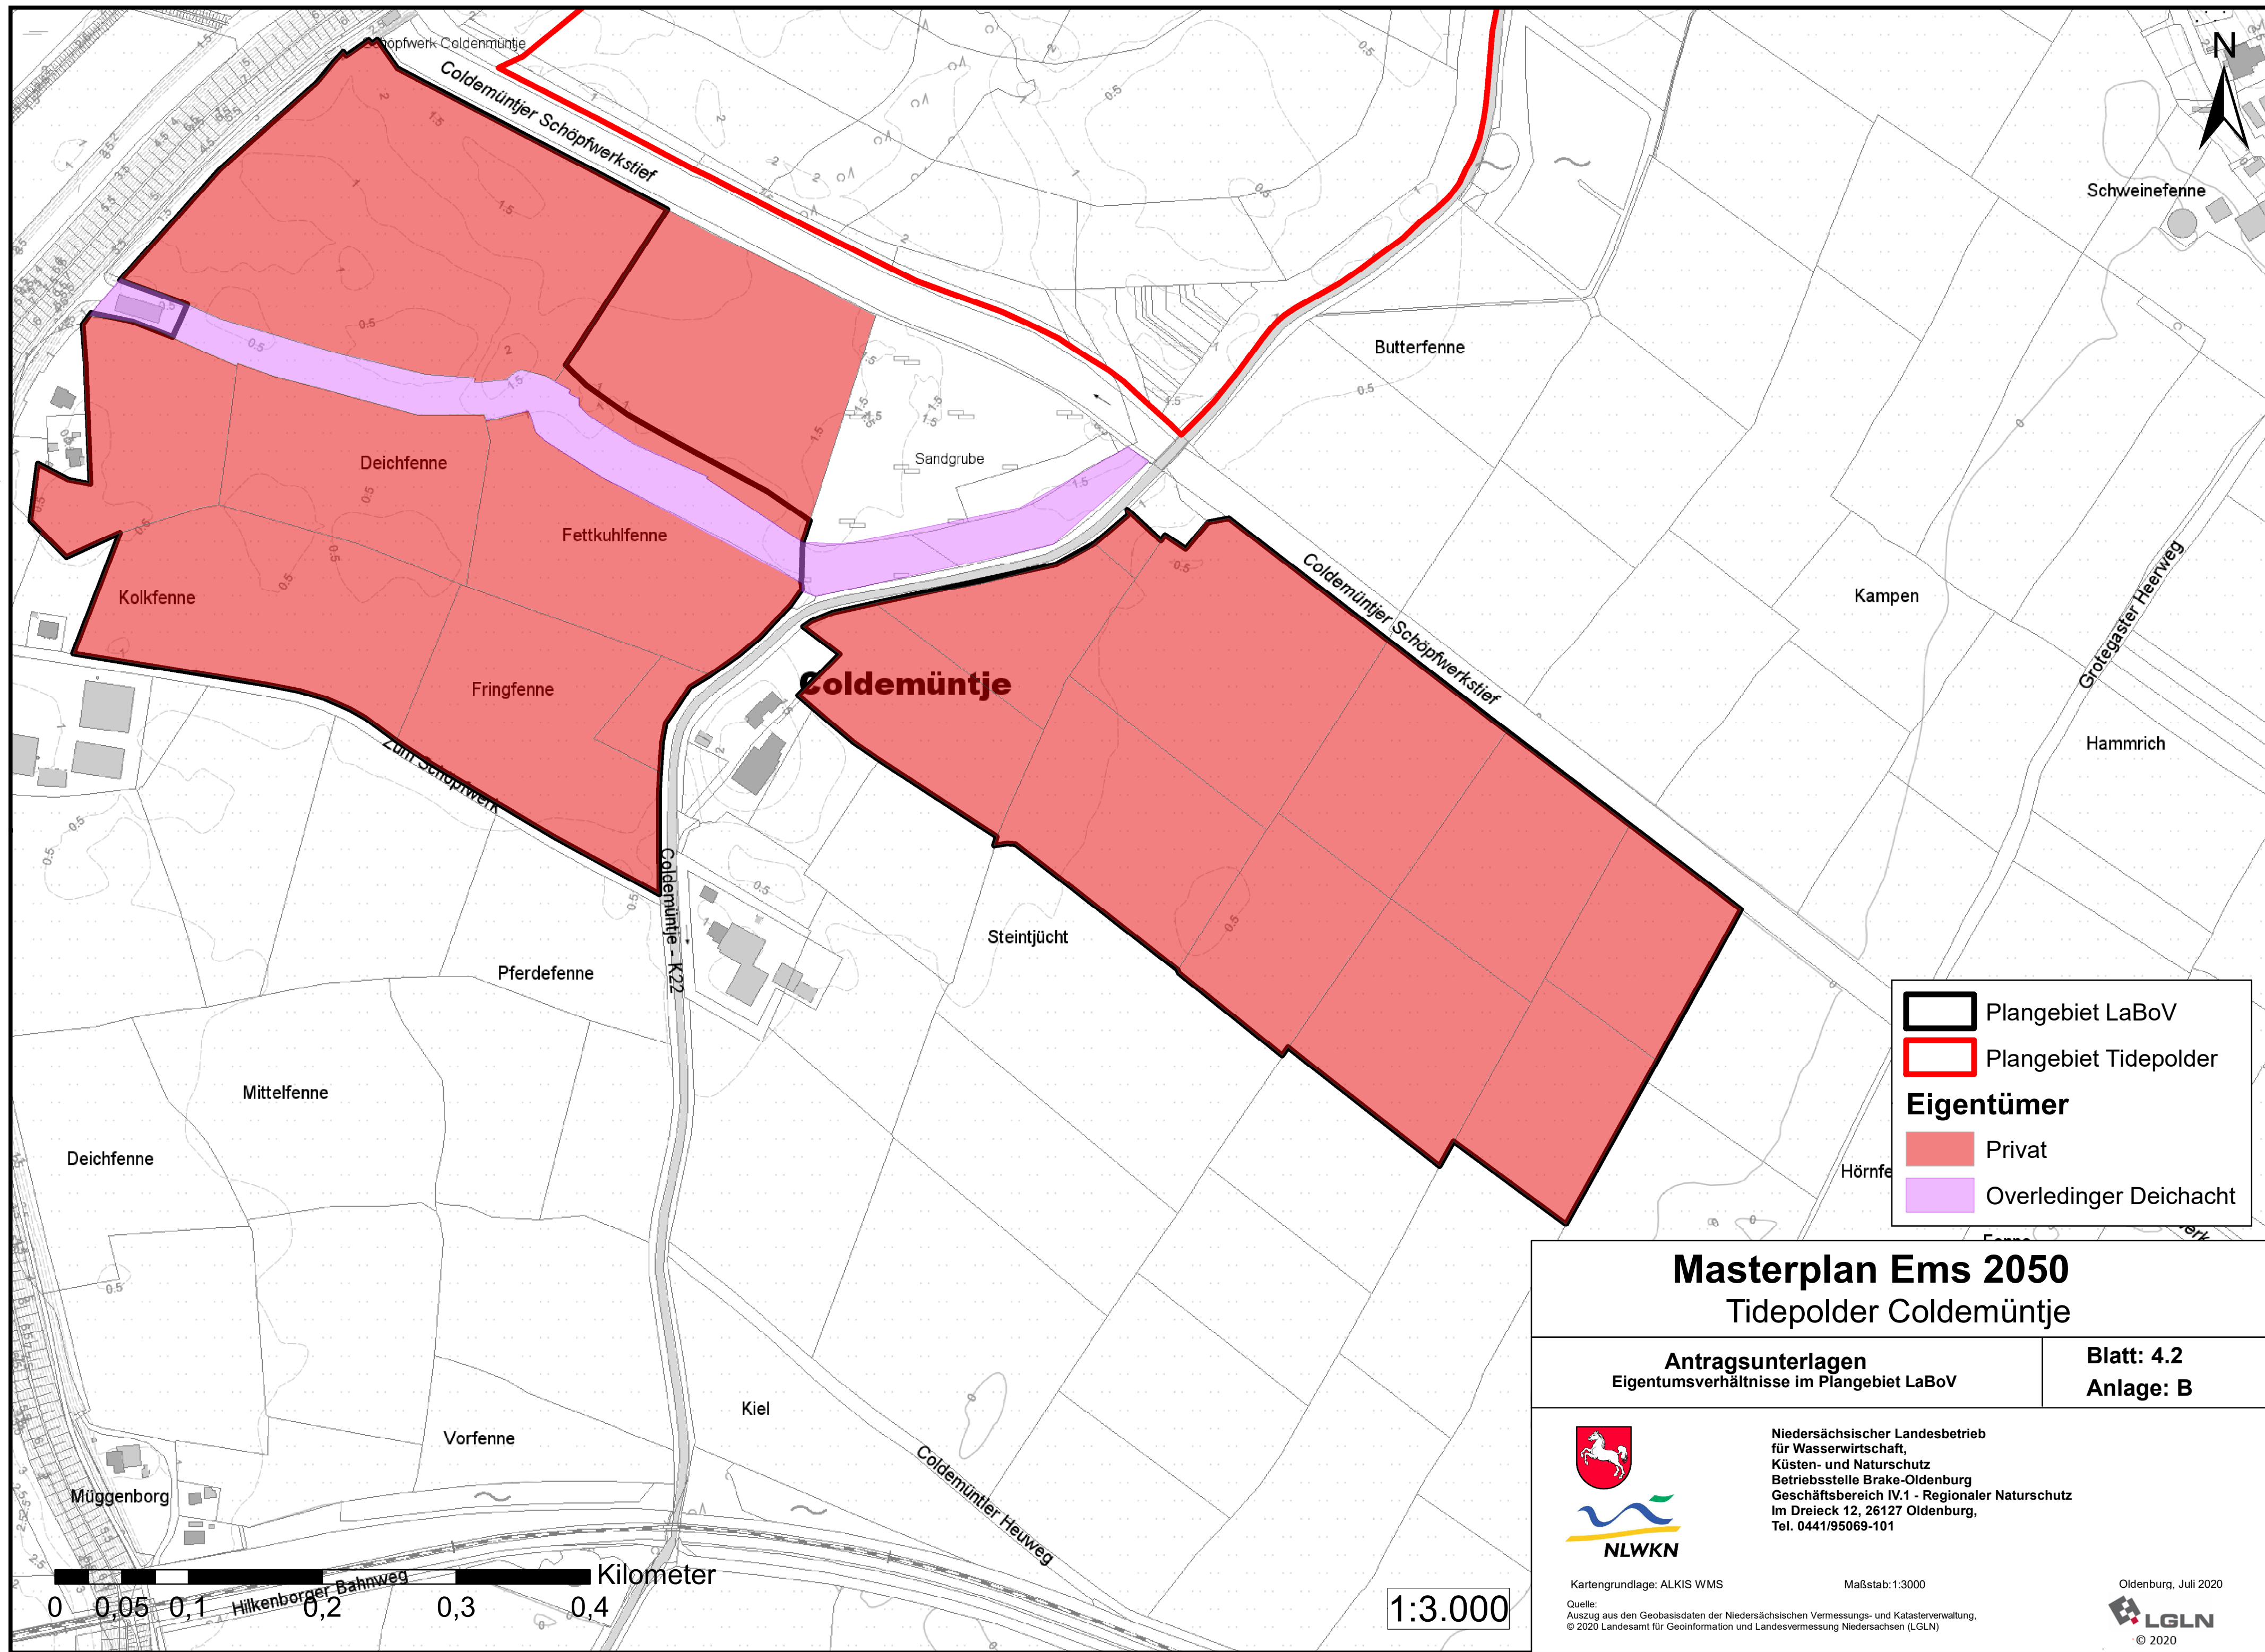 Schöpfwerk Coldenmüntje
Coldemüntjer Schöpfwerkstief
N
Schweinefenne
Butterfenne
Sandgrube
Deichfenne
Fettkuhlfenne
Kolkfenne
Fringfenne
Coldemüntje
Coldemüntjer Schöpfwerkstief
Kampen
Grotegaster Heerweg
Hammrich
Zum Schöpfwerk
Coldemüntje - K22
Steintjücht
Pferdefenne
Mittelfenne
Deichfenne
Hörnfe
Kiel
Vorfenne
Müggenborg
Coldemüntler Heuweg
Hilkenborger Bahnweg
Plangebiet LaBoV
Plangebiet Tidepolder
Eigentümer
Privat
Overledinger Deichacht
Kilometer
0 0,05 0,1 0,2 0,3 0,4
1:3.000
Masterplan Ems 2050
Tidepolder Coldemüntje
Antragsunterlagen
Eigentumsverhältnisse im Plangebiet LaBoV
Blatt: 4.2
Anlage: B
Niedersächsischer Landesbetrieb
für Wasserwirtschaft,
Küsten- und Naturschutz
Betriebsstelle Brake-Oldenburg
Geschäftsbereich IV.1 - Regionaler Naturschutz
Im Dreieck 12, 26127 Oldenburg,
Tel. 0441/95069-101
NLWKN
Kartengrundlage: ALKIS WMS
Maßstab:1:3000
Oldenburg, Juli 2020
Quelle:
Auszug aus den Geobasisdaten der Niedersächsischen Vermessungs- und Katasterverwaltung,
© 2020 Landesamt für Geoinformation und Landesvermessung Niedersachsen (LGLN)
LGLN
© 2020